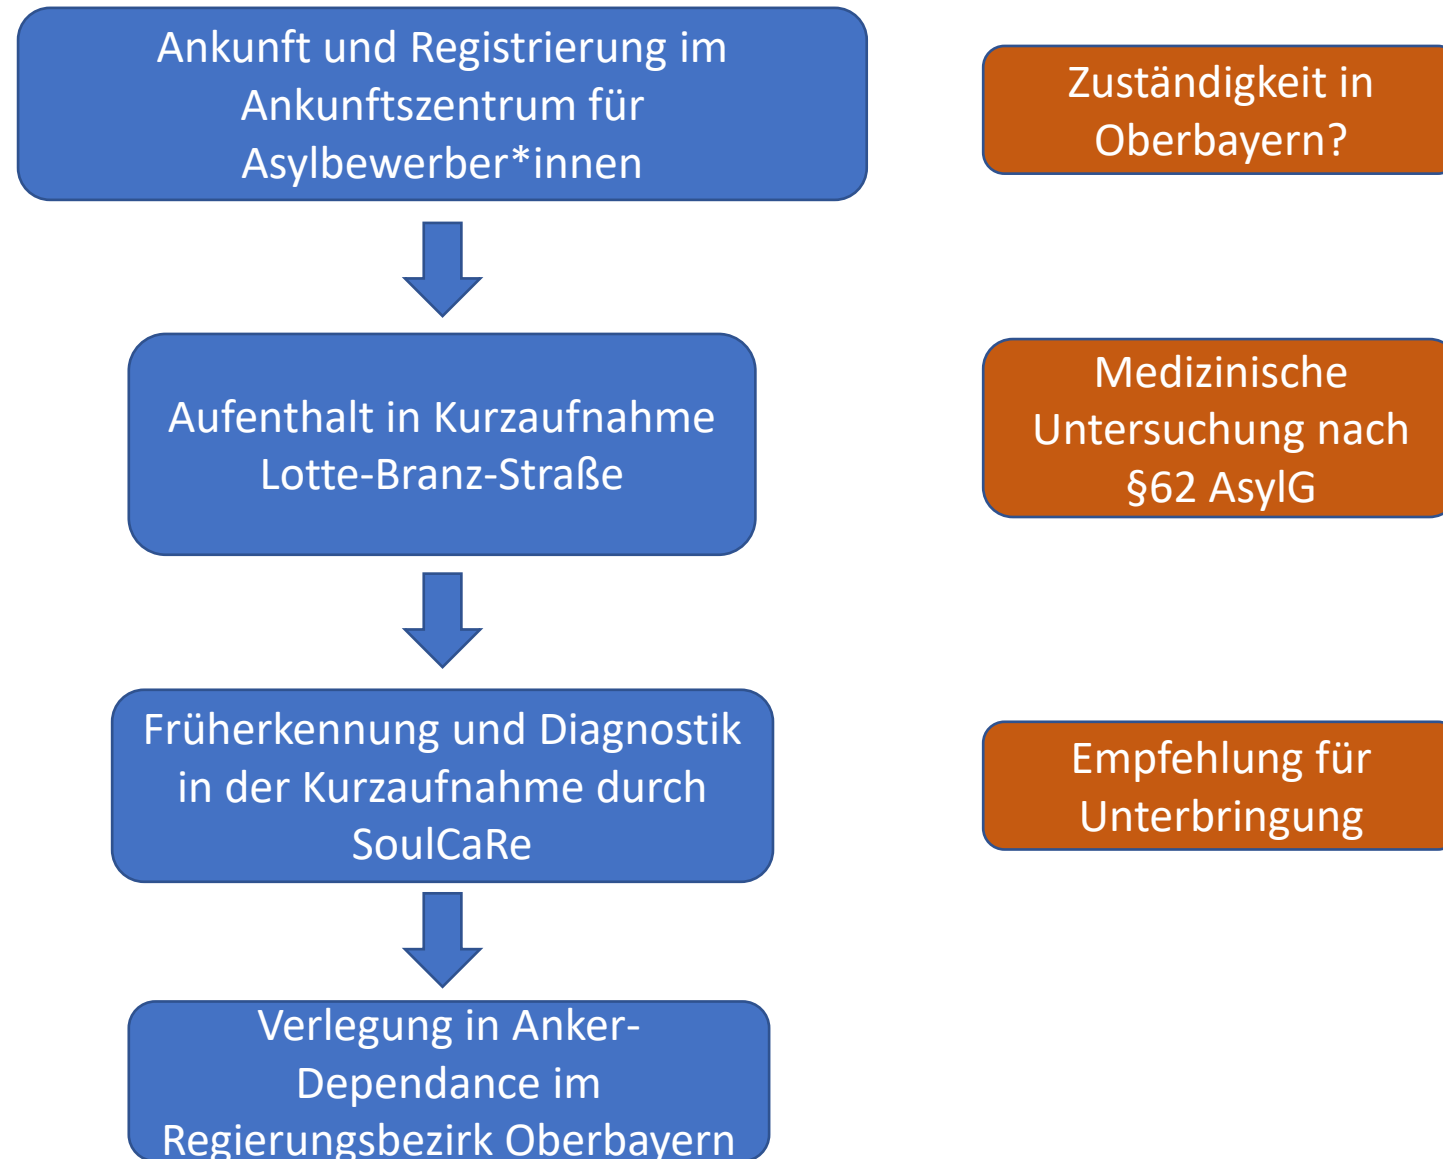 Ankunft und Registrierung im
Ankunftszentrum für
Asylbewerber*innen
Zuständigkeit in
Oberbayern?
Aufenthalt in Kurzaufnahme
Lotte-Branz-Straße
Medizinische
Untersuchung nach
§62 AsylG
Früherkennung und Diagnostik
in der Kurzaufnahme durch
SoulCaRe
Empfehlung für
Unterbringung
Verlegung in Anker-
Dependance im
Regierungsbezirk Oberbayern